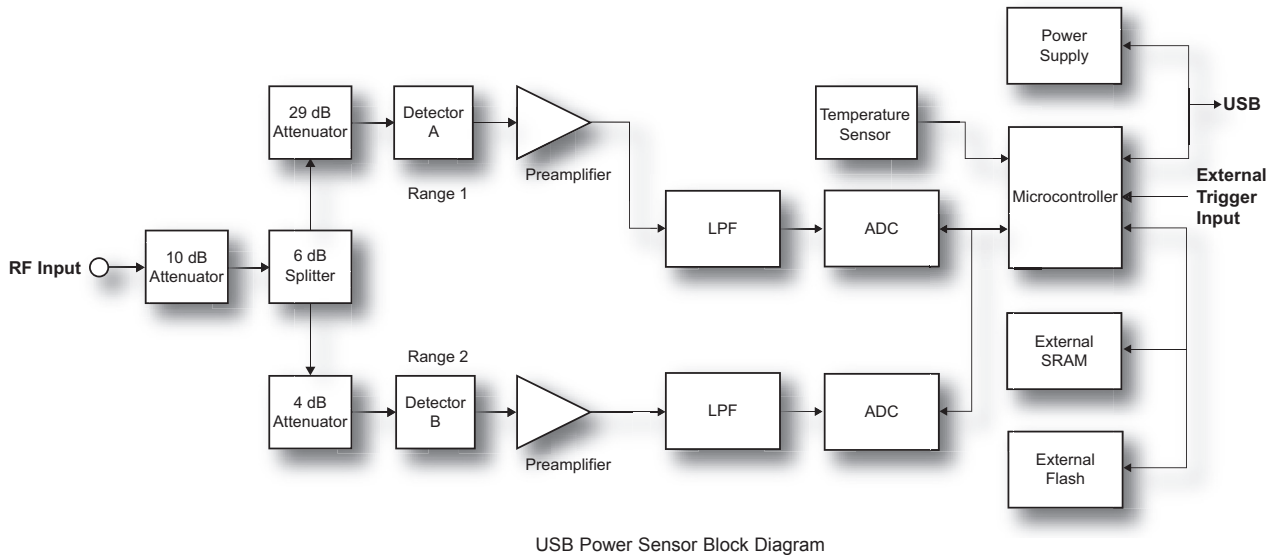 Power
Supply
USB
29 dB
Attenuator
Detector
A
Preamplifier
Range 1
Temperature
Sensor
Microcontroller
External
Trigger
Input
LPF
ADC
RF Input
10 dB
Attenuator
6 dB
Splitter
Range 2
4 dB
Attenuator
Detector
B
Preamplifier
LPF
ADC
External
SRAM
External
Flash
USB Power Sensor Block Diagram